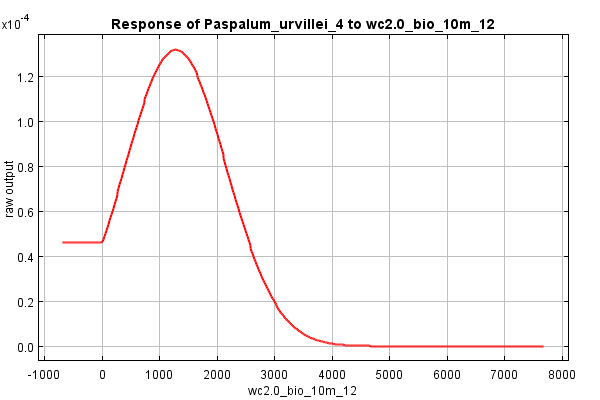 Response of Paspalum_urvillei_4 to wc2.0_bio_10m_12
x10^-4
1.2
1.0
0.8
0.6
0.4
0.2
0.0
raw output
-1000 0 1000 2000 3000 4000 5000 6000 7000 8000
wc2.0_bio_10m_12